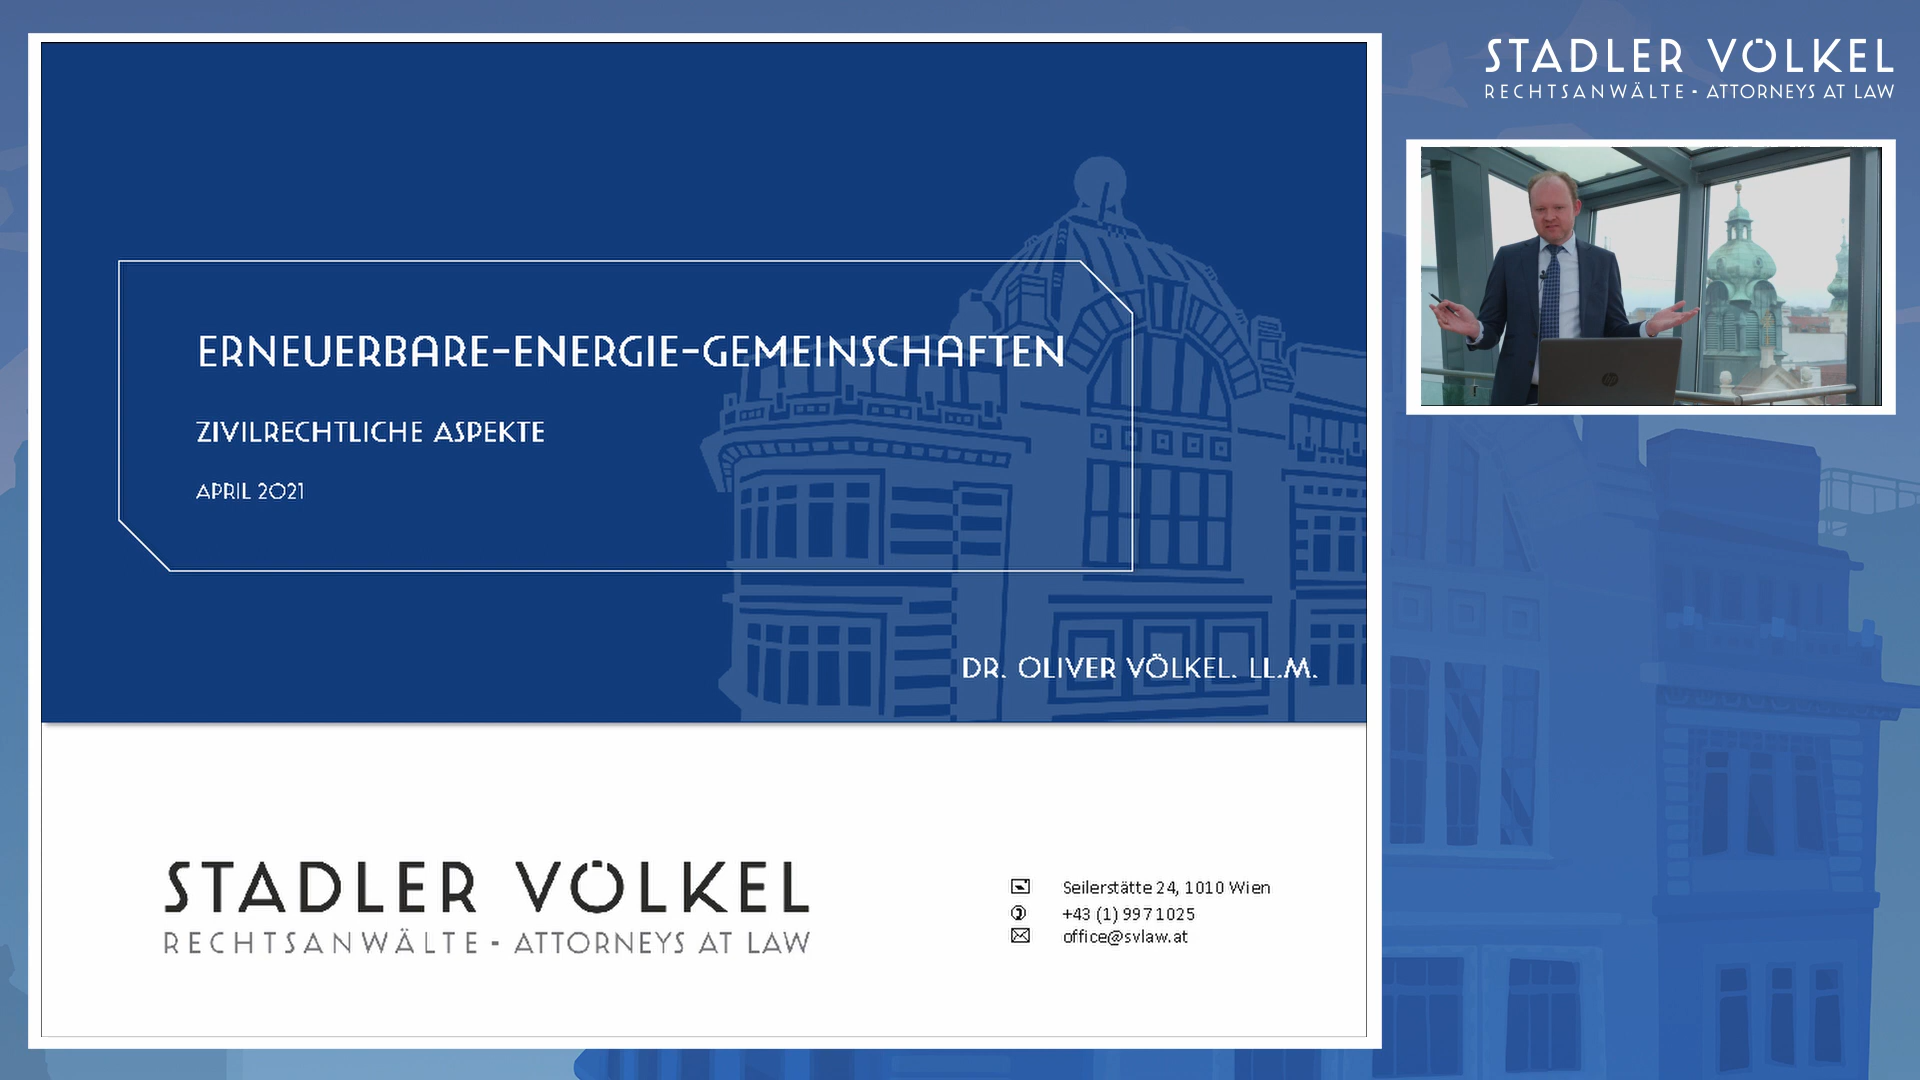 ERNEUERBARE-ENERGIE-GEMEINSCHAFTEN
ZIVILRECHTLICHE ASPEKTE
APRIL 2021
DR. OLIVER VÖLKEL, LL.M.
STADLER VÖLKEL
RECHTSANWÄLTE - ATTORNEYS AT LAW
Seilerstätte 24, 1010 Wien
+43 (1) 997 1025
office@svlaw.at
STADLER VÖLKEL
RECHTSANWÄLTE - ATTORNEYS AT LAW